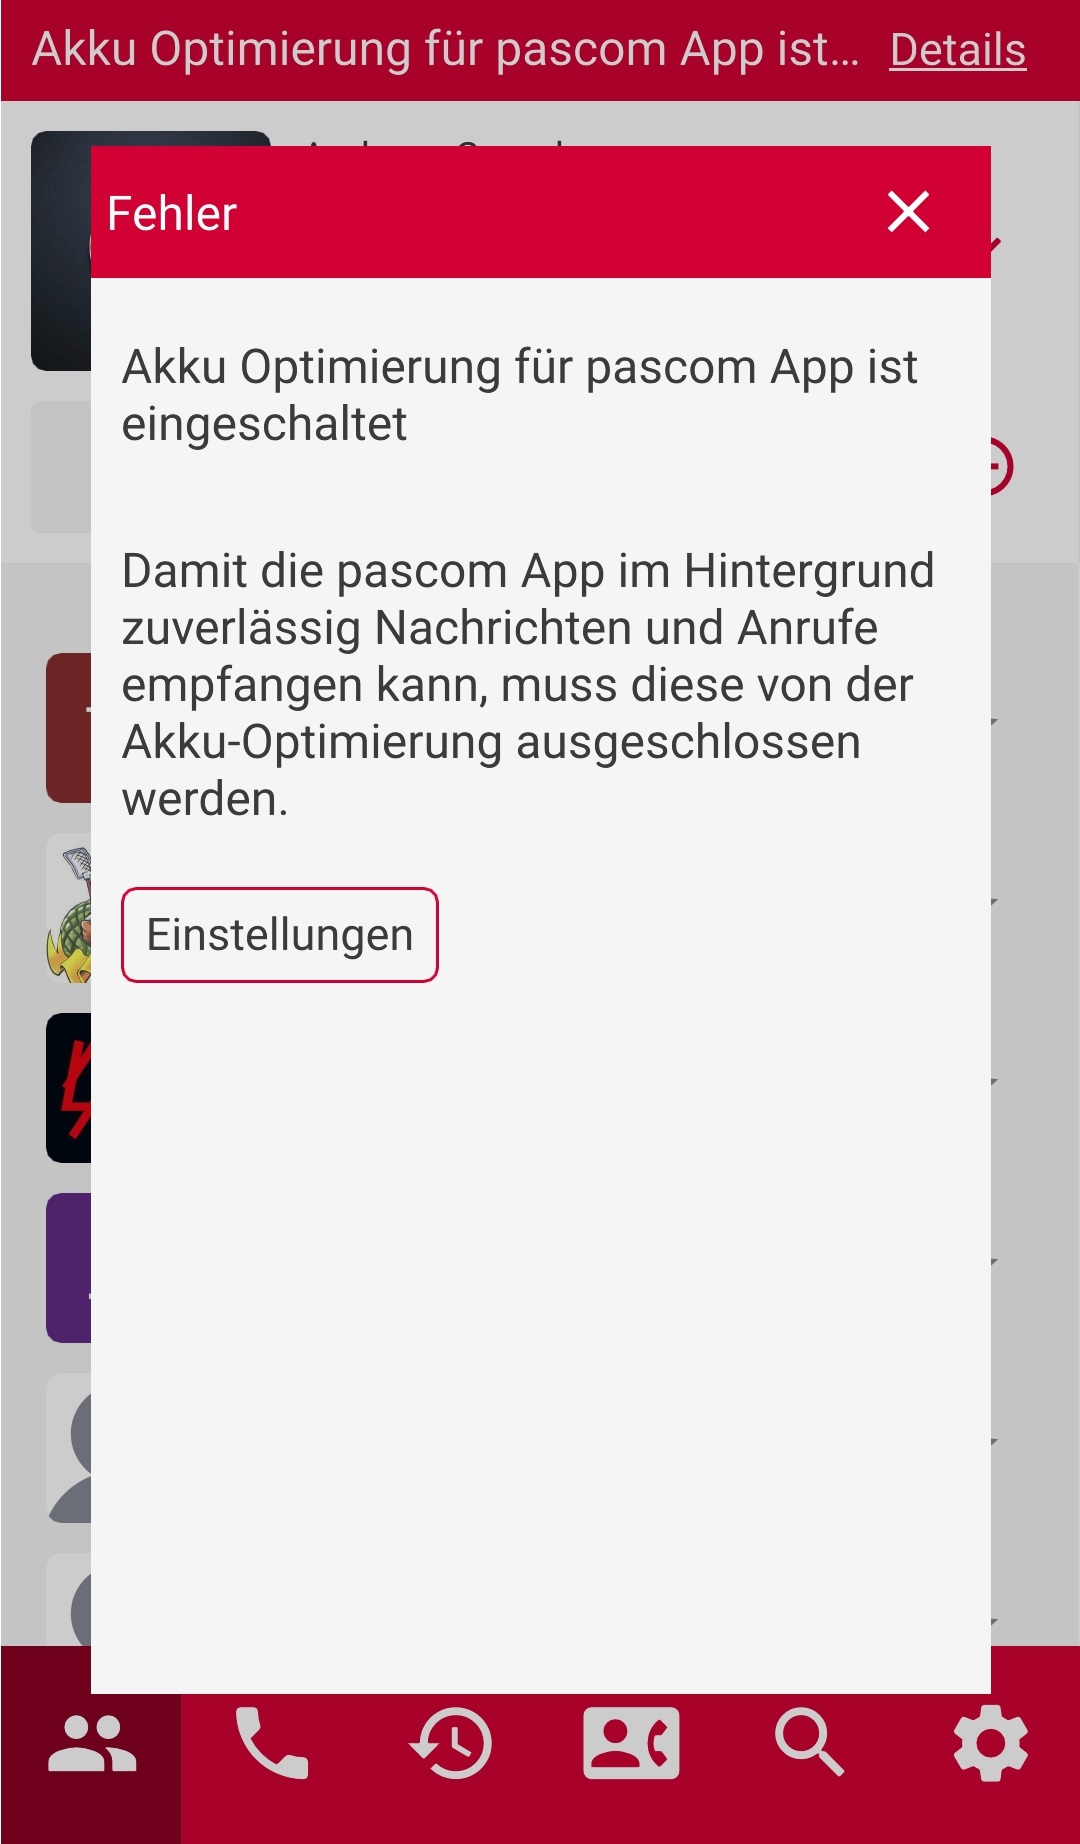 Akku Optimierung für pascom App ist... Details
Fehler
Akku Optimierung für pascom App ist
eingeschaltet
Damit die pascom App im Hintergrund
zuverlässig Nachrichten und Anrufe
empfangen kann, muss diese von der
Akku-Optimierung ausgeschlossen
werden.
Einstellungen